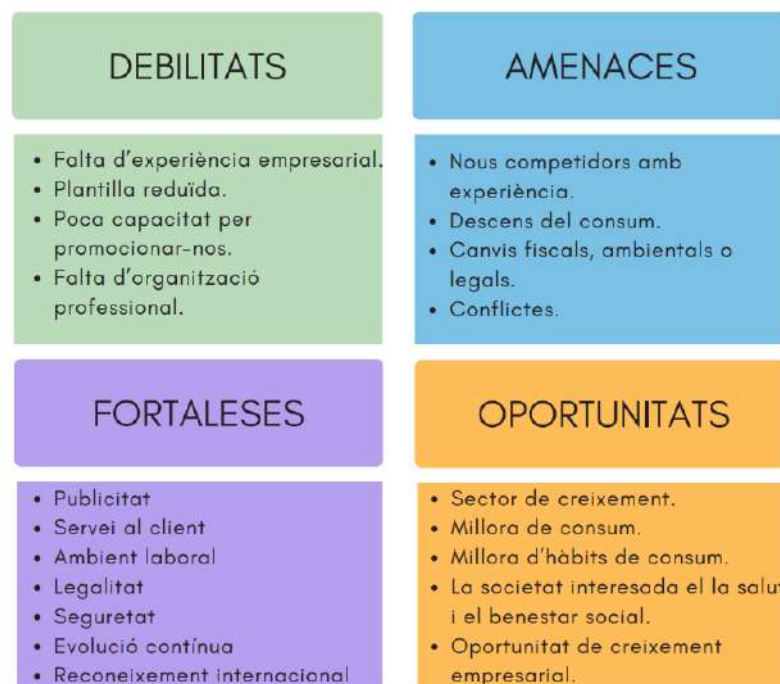 DEBILITATS
• Falta d'experiència empresarial.
• Plantilla reduïda.
• Poca capacitat per
promocionar-nos.
• Falta d'organització
professional.
AMENACES
• Nous competidors amb
experiència.
• Descens del consum.
• Canvis fiscals, ambientals o
legals.
• Conflictes.
FORTALESES
• Publicitat
• Servei al client
• Ambient laboral
• Legalitat
• Seguretat
• Evolució contínua
• Reconeixement internacional
OPORTUNITATS
• Sector de creixement.
• Millora de consum.
• Millora d'hàbits de consum.
• La societat interesada el la salut
i el benestar social.
• Oportunitat de creixement
empresarial.